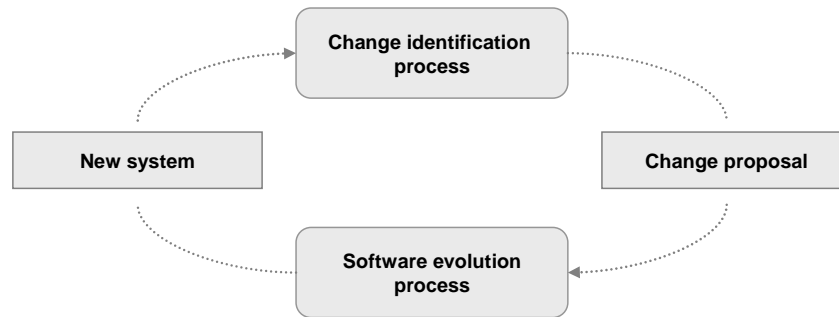 Change identification
process
New system
Change proposal
Software evolution
process